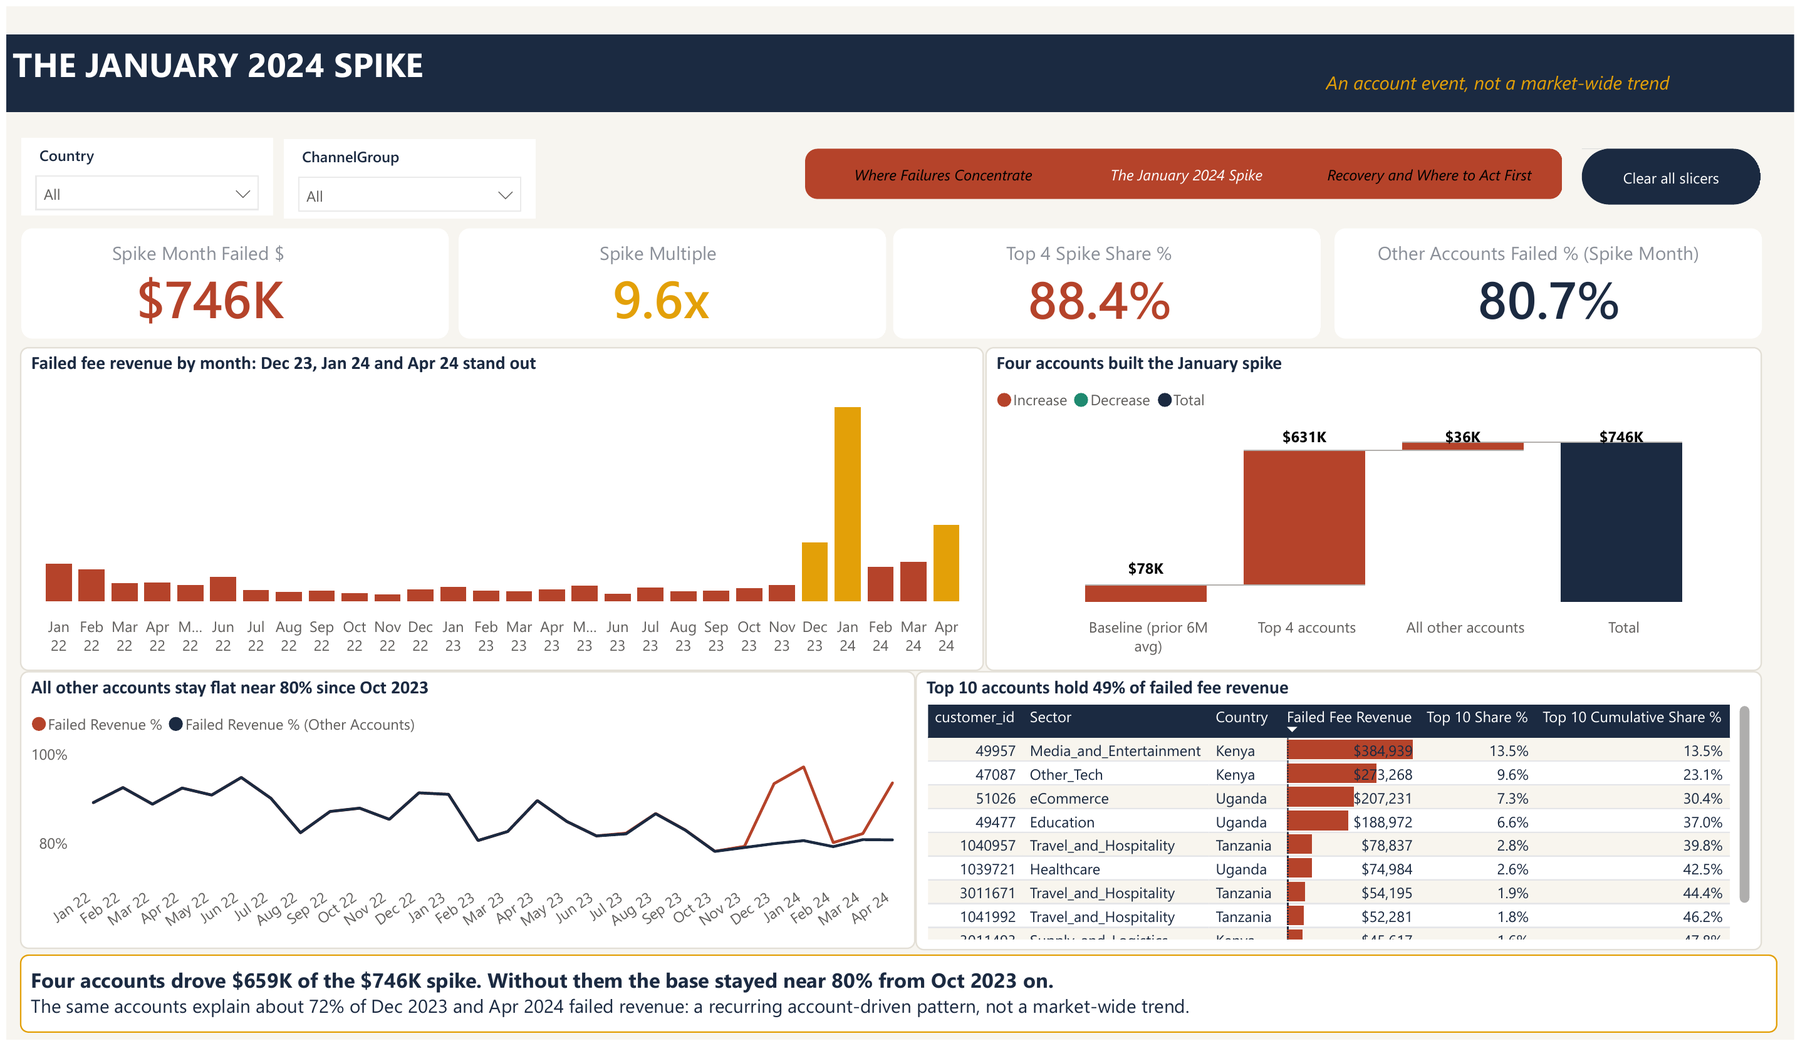 THE JANUARY 2024 SPIKE
An account event, not a market-wide trend
Country
All
ChannelGroup
All
Where Failures Concentrate
The January 2024 Spike
Recovery and Where to Act First
Clear all slicers
Spike Month Failed $
$746K
Spike Multiple
9.6x
Top 4 Spike Share %
88.4%
Other Accounts Failed % (Spike Month)
80.7%
Failed fee revenue by month: Dec 23, Jan 24 and Apr 24 stand out
Jan Feb Mar Apr M... Jun Jul Aug Sep Oct Nov Dec Jan Feb Mar Apr M... Jun Jul Aug Sep Oct Nov Dec Jan Feb Mar Apr
22 22 22 22 22 22 22 22 22 22 22 22 23 23 23 23 23 23 23 23 23 23 23 23 24 24 24 24
Four accounts built the January spike
Increase Decrease Total
$78K
$631K
$36K
$746K
Baseline (prior 6M
avg)
Top 4 accounts
All other accounts
Total
All other accounts stay flat near 80% since Oct 2023
Failed Revenue % Failed Revenue % (Other Accounts)
100%
80%
Jan 22 Feb 22 Mar 22 Apr 22 May 22 Jun 22 Jul 22 Aug 22 Sep 22 Oct 22 Nov 22 Dec 22 Jan 23 Feb 23 Mar 23 Apr 23 May 23 Jun 23 Jul 23 Aug 23 Sep 23 Oct 23 Nov 23 Dec 23 Jan 24 Feb 24 Mar 24 Apr 24
Top 10 accounts hold 49% of failed fee revenue
customer_id Sector Country Failed Fee Revenue Top 10 Share % Top 10 Cumulative Share %
49957 Media_and_Entertainment Kenya $384,939 13.5% 13.5%
47087 Other_Tech Kenya $273,268 9.6% 23.1%
51026 eCommerce Uganda $207,231 7.3% 30.4%
49477 Education Uganda $188,972 6.6% 37.0%
1040957 Travel_and_Hospitality Tanzania $78,837 2.8% 39.8%
1039721 Healthcare Uganda $74,984 2.6% 42.5%
3011671 Travel_and_Hospitality Tanzania $54,195 1.9% 44.4%
1041992 Travel_and_Hospitality Tanzania $52,281 1.8% 46.2%
Supply_and_Logistics Kenya $45,617 1.6% 47.8%
Four accounts drove $659K of the $746K spike. Without them the base stayed near 80% from Oct 2023 on.
The same accounts explain about 72% of Dec 2023 and Apr 2024 failed revenue: a recurring account-driven pattern, not a market-wide trend.